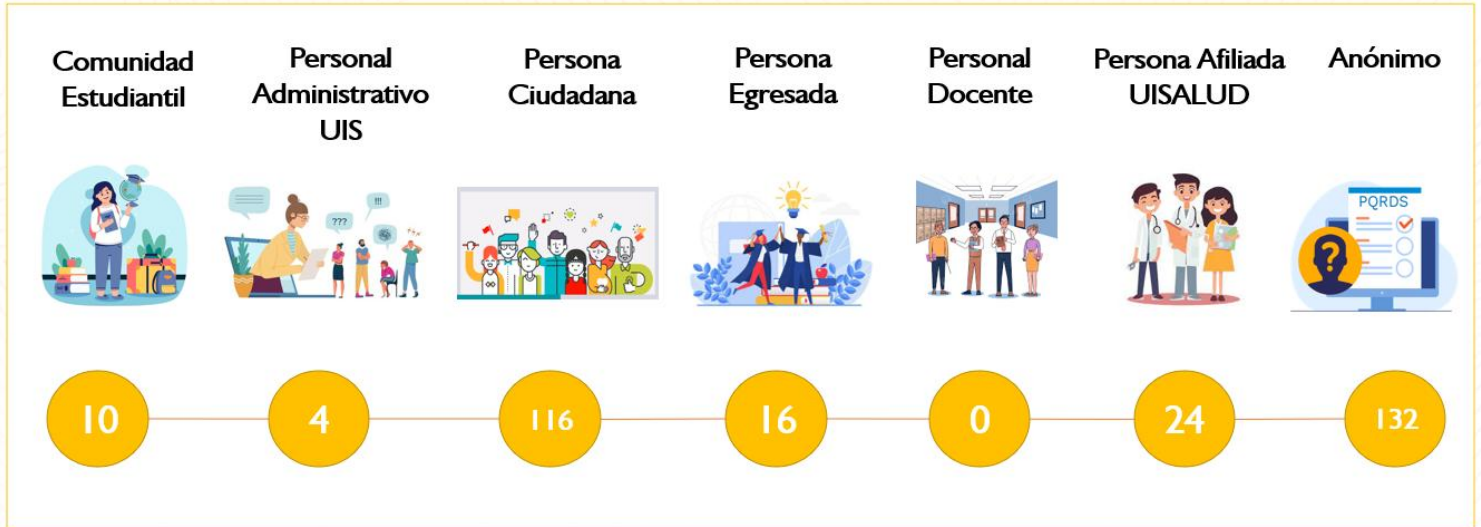 Comunidad
Estudiantil
Personal
Administrativo
UIS
Persona
Ciudadana
Persona
Egresada
Personal
Docente
Persona Afiliada
UISALUD
Anónimo
???
!!!
PQRDS
?
10
4
116
16
0
24
132